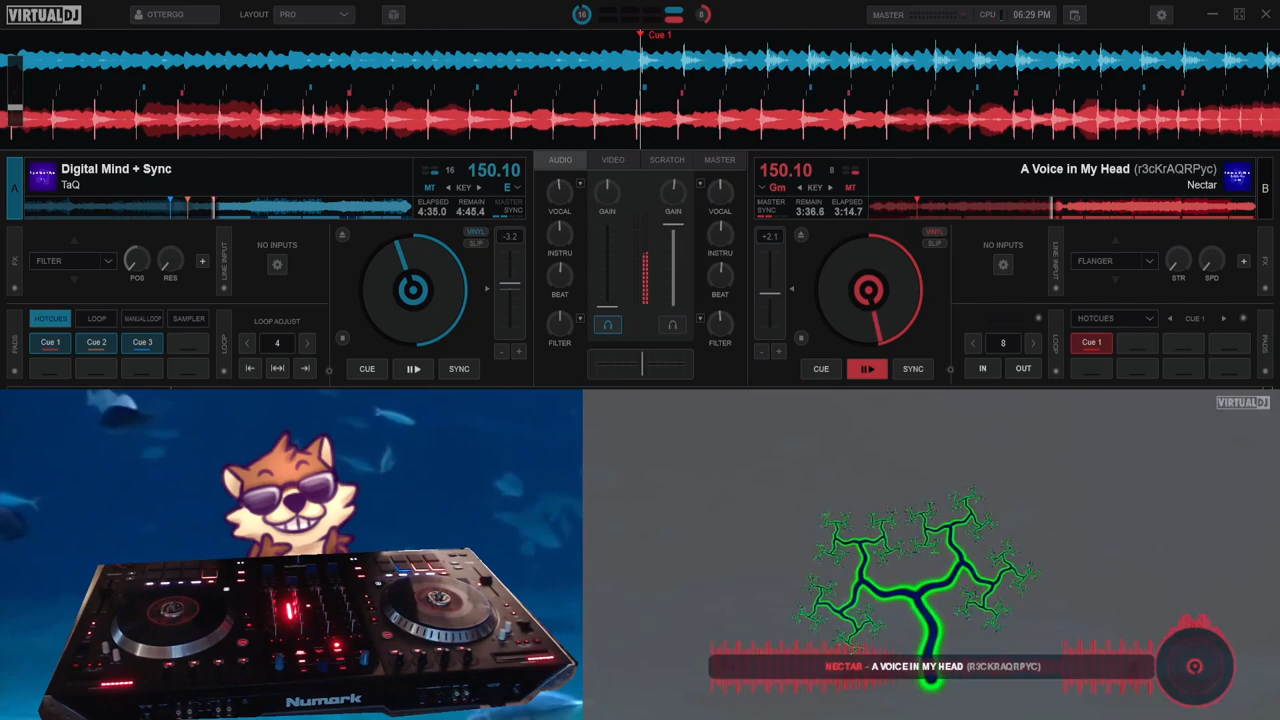 VIRTUALDJ
OTTERGG
LAYOUT PRO
16
8
MASTER
CPU
06:29 PM
Cue 1
A
Digital Mind + Sync
TaQ
16 150.10
MT KEY E
ELAPSED REMAIN MASTER
4:35.0 4:45.4 SYNC
AUDIO VIDEO SCRATCH MASTER
150.10 8
Gm KEY MT
MASTER REMAIN ELAPSED
SYNC 3:36.6 3:14.7
A Voice in My Head (r3cKrAQRPyc)
Nectar
B
FX
FILTER
POS RES
+
LINE INPUT
NO INPUTS
VINYL
SLIP
-3.2
VOCAL
INSTRU
BEAT
FILTER
GAIN GAIN
VOCAL
INSTRU
BEAT
FILTER
+2.1
VINYL
SLIP
NO INPUTS
LINE INPUT
FLANGER
STR SPD
+
FX
PADS
HOTCUES LOOP MANUAL LOOP SAMPLER
Cue 1 Cue 2 Cue 3
LOOP
LOOP ADJUST
4
CUE SYNC
- +
- +
CUE SYNC
8
IN OUT
LOOP
HOTCUES CUE 1
Cue 1
PADS
VIRTUALDJ
Numark
NECTAR - A VOICE IN MY HEAD (R3CKRAQRPYC)